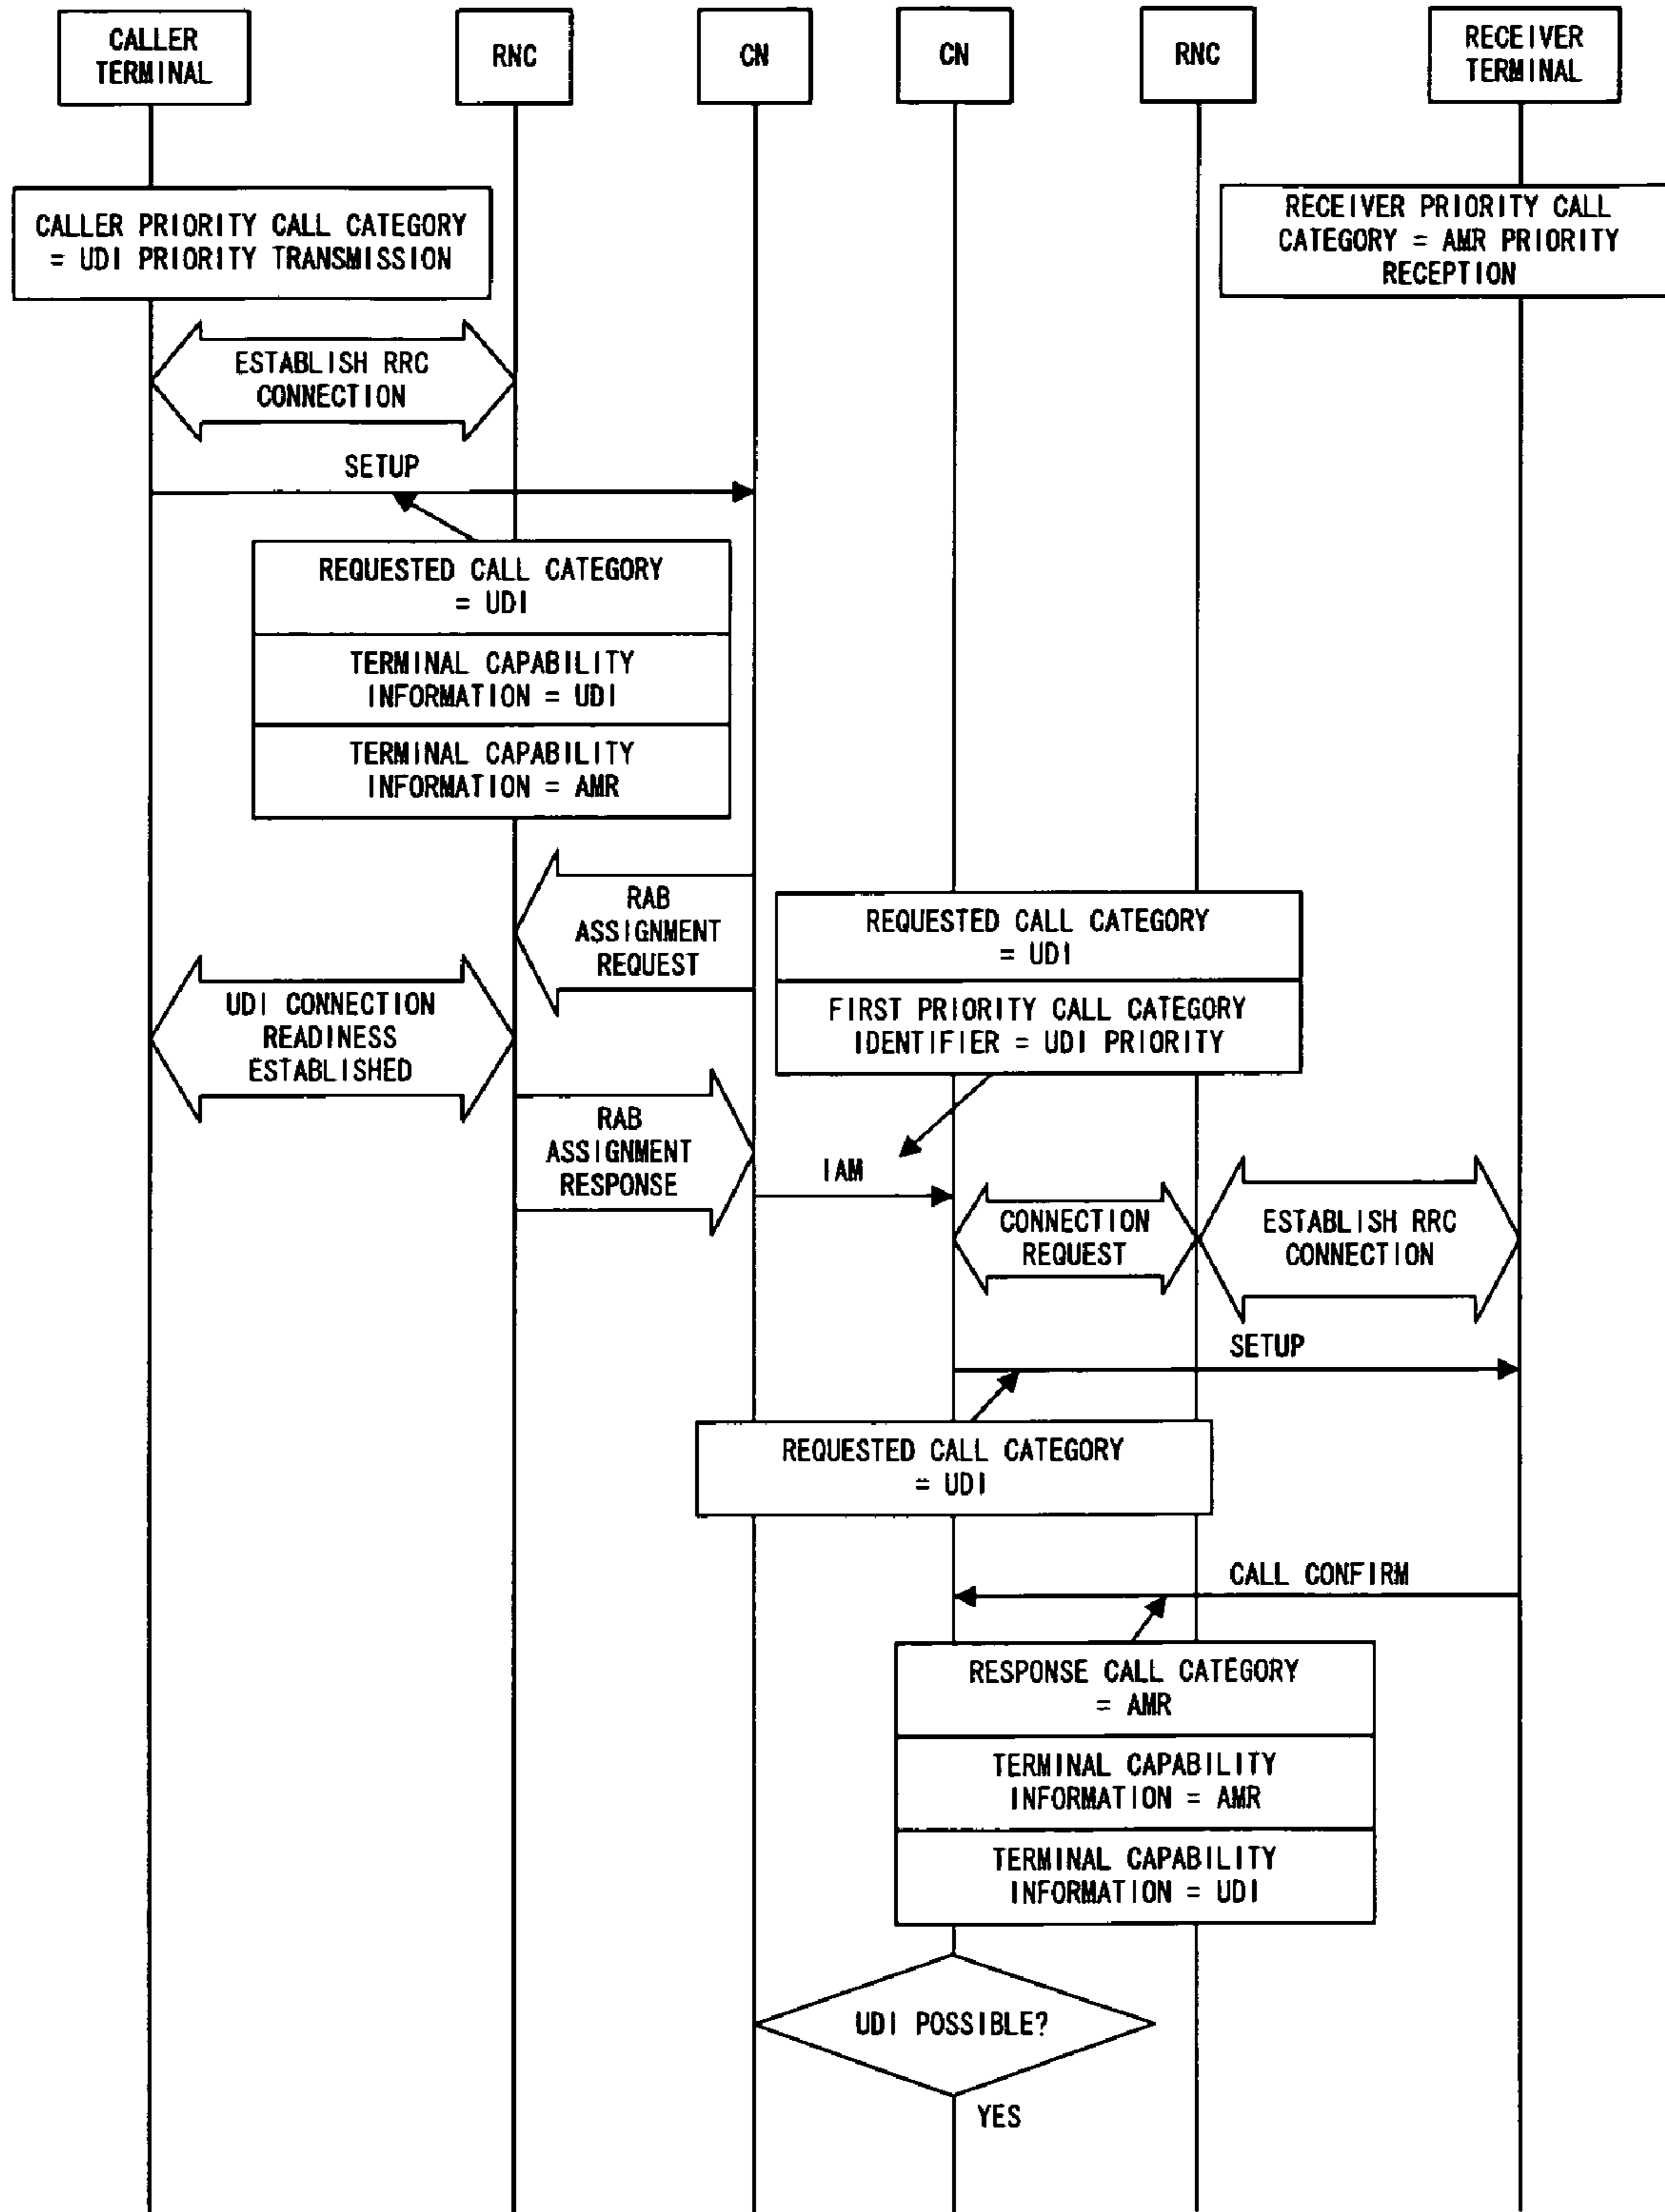 CALLER
TERMINAL
RNC
CN
CN
RNC
RECEIVER
TERMINAL
CALLER PRIORITY CALL CATEGORY
= UDI PRIORITY TRANSMISSION
RECEIVER PRIORITY CALL
CATEGORY = AMR PRIORITY
RECEPTION
ESTABLISH RRC
CONNECTION
SETUP
REQUESTED CALL CATEGORY
= UDI
TERMINAL CAPABILITY
INFORMATION = UDI
TERMINAL CAPABILITY
INFORMATION = AMR
RAB
ASSIGNMENT
REQUEST
REQUESTED CALL CATEGORY
= UDI
FIRST PRIORITY CALL CATEGORY
IDENTIFIER = UDI PRIORITY
UDI CONNECTION
READINESS
ESTABLISHED
RAB
ASSIGNMENT
RESPONSE
IAM
CONNECTION
REQUEST
ESTABLISH RRC
CONNECTION
SETUP
REQUESTED CALL CATEGORY
= UDI
CALL CONFIRM
RESPONSE CALL CATEGORY
= AMR
TERMINAL CAPABILITY
INFORMATION = AMR
TERMINAL CAPABILITY
INFORMATION = UDI
UDI POSSIBLE?
YES